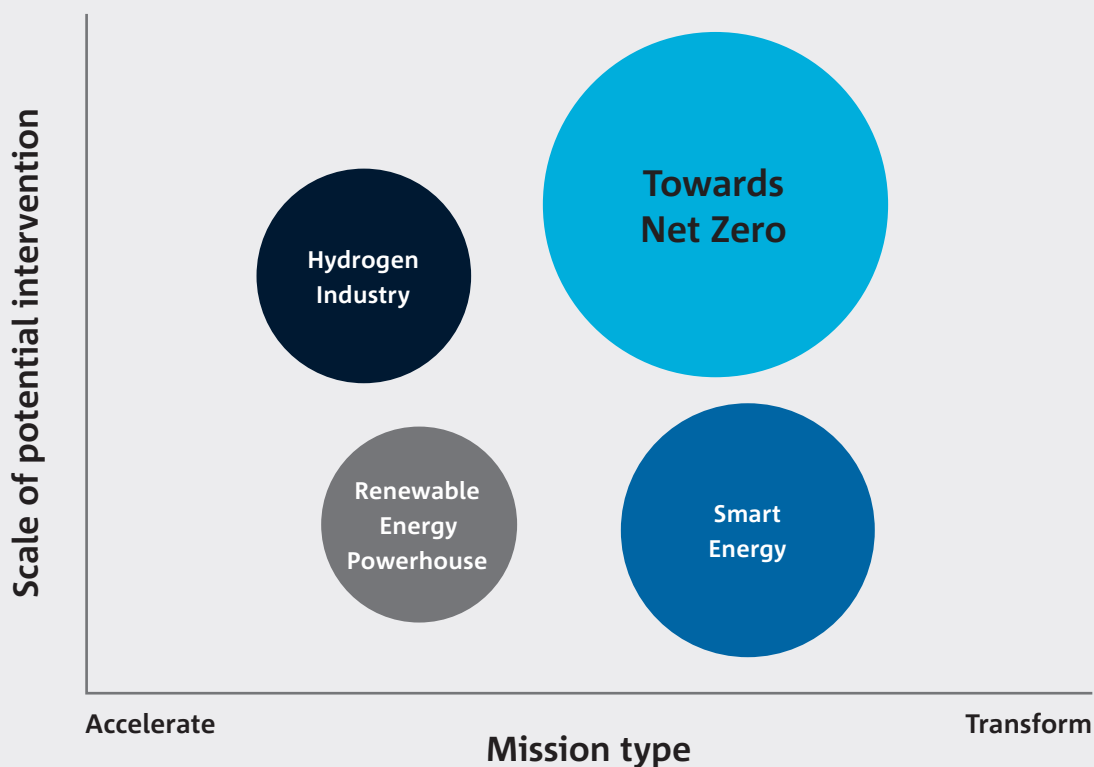 Scale of potential intervention
Towards
Net Zero
Hydrogen
Industry
Renewable
Energy
Powerhouse
Smart
Energy
Accelerate
Transform
Mission type